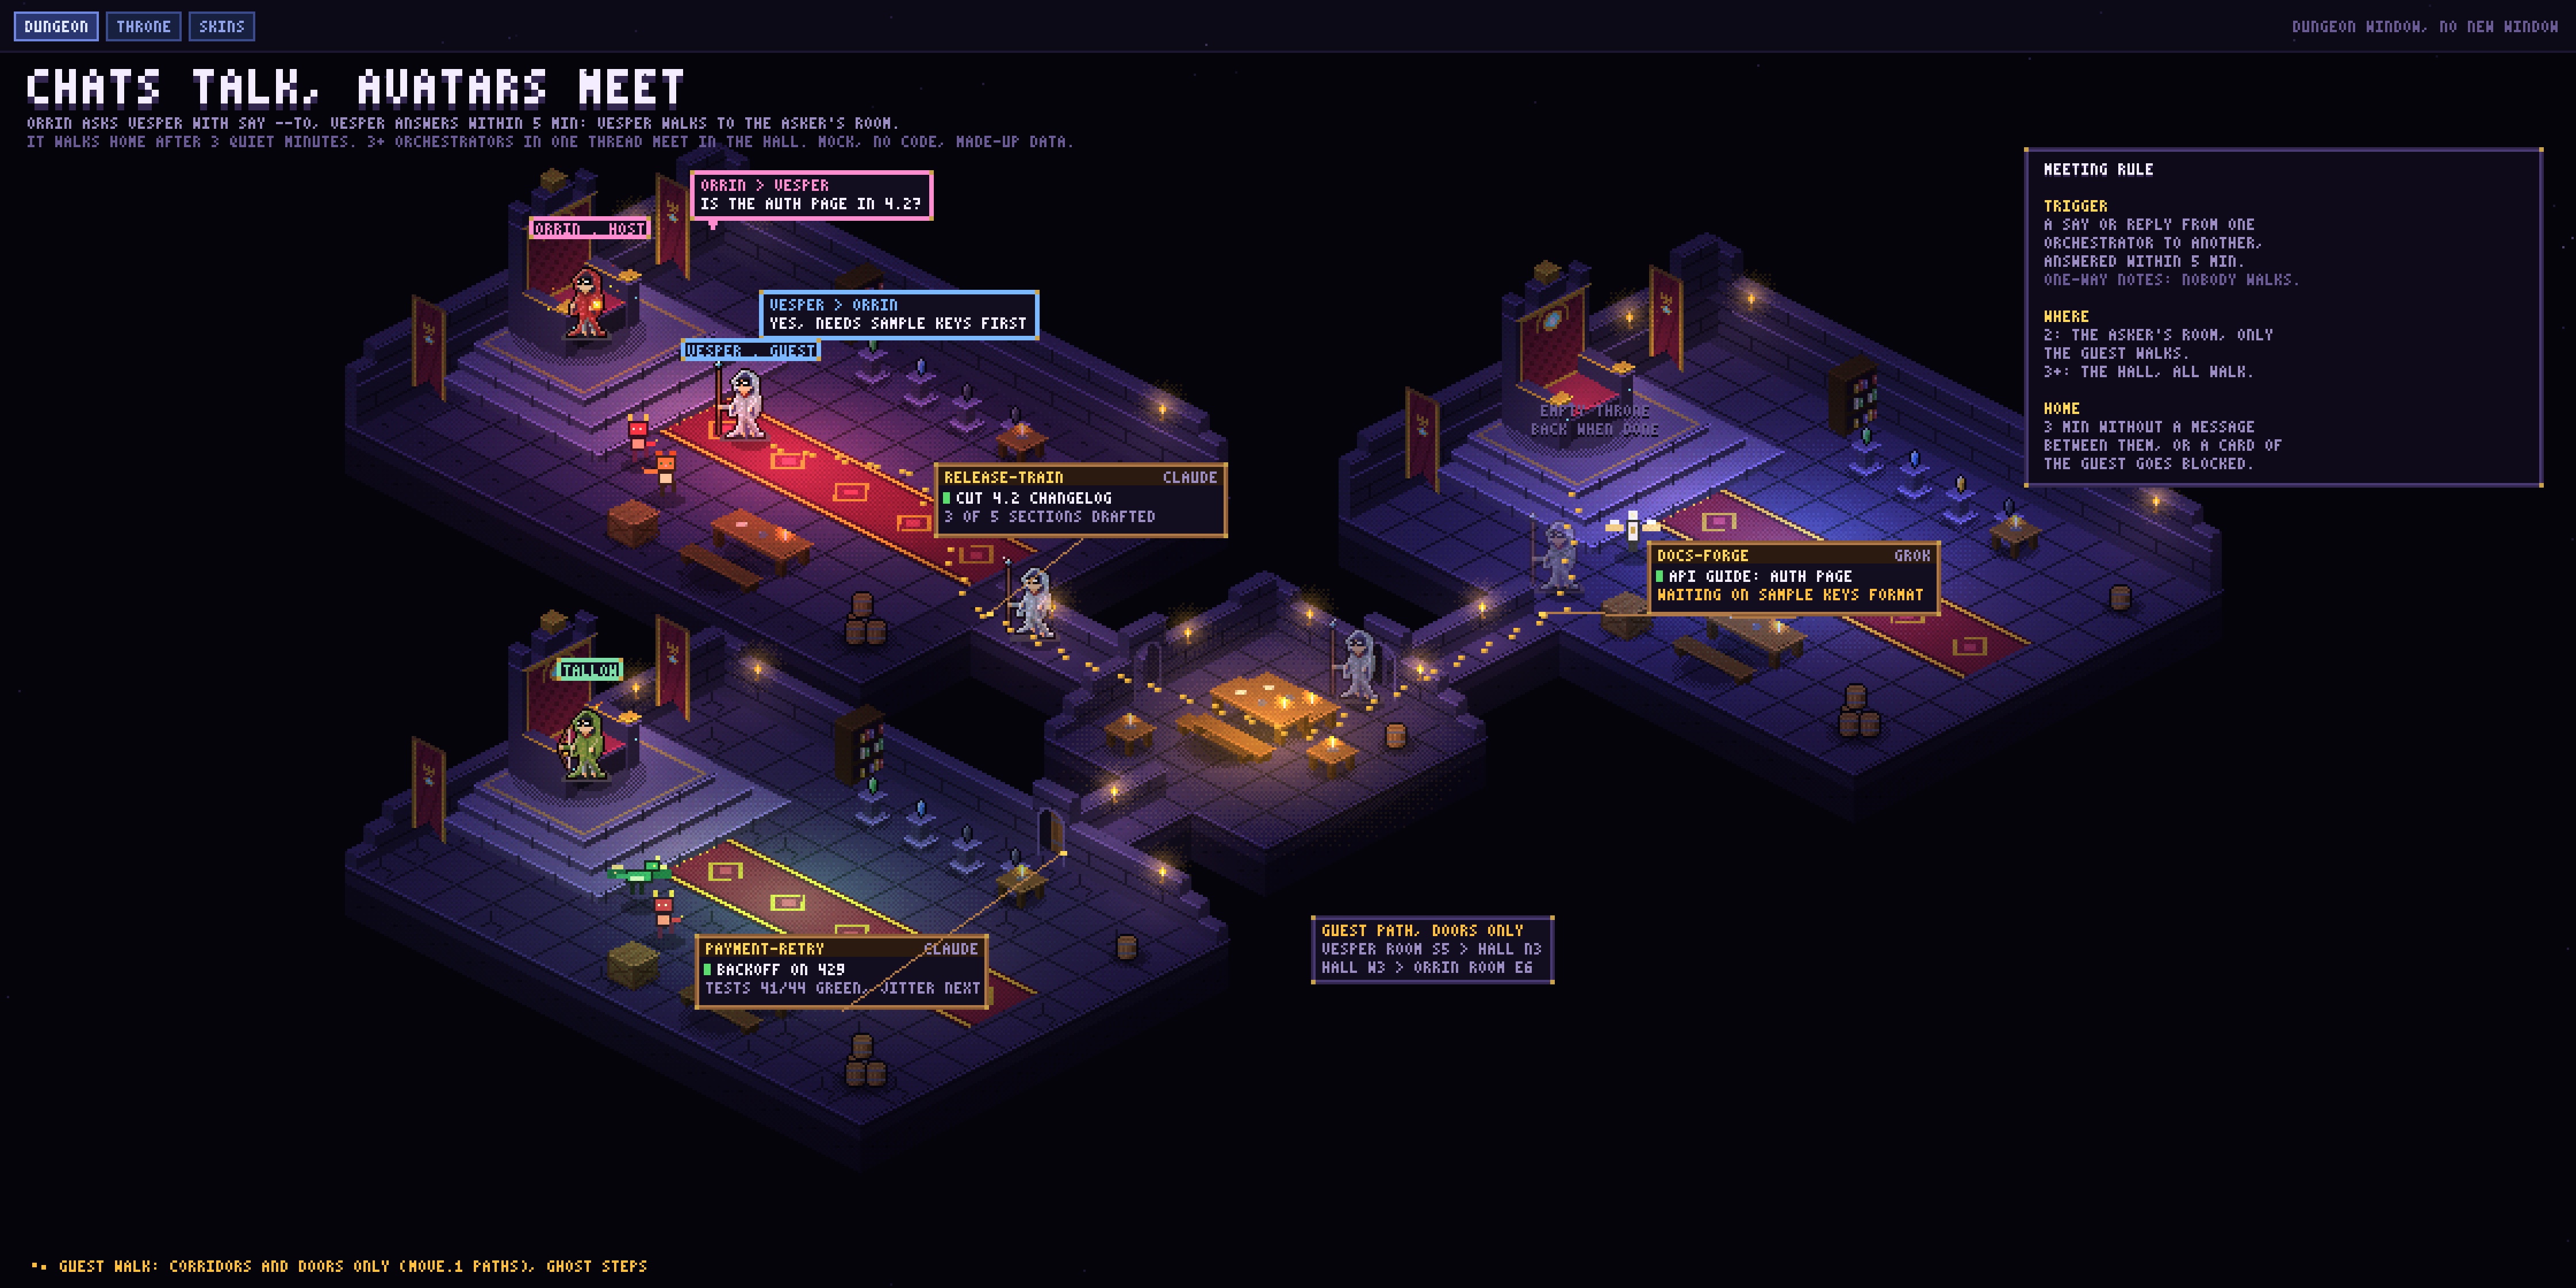 DUNGEON THRONE SKINS
DUNGEON WINDOW, NO NEW WINDOW
CHATS TALK, AVATARS MEET
ORRIN ASKS VESPER WITH SAY --TO, VESPER ANSWERS WITHIN 5 MIN: VESPER WALKS TO THE ASKER'S ROOM.
IT WALKS HOME AFTER 3 QUIET MINUTES. 3+ ORCHESTRATORS IN ONE THREAD MEET IN THE HALL. MOCK, NO CODE, MADE-UP DATA.
ORRIN > VESPER
IS THE AUTH PAGE IN 4.2?
ORRIN . HOST
VESPER > ORRIN
YES, NEEDS SAMPLE KEYS FIRST
VESPER . GUEST
MEETING RULE
TRIGGER
A SAY OR REPLY FROM ONE
ORCHESTRATOR TO ANOTHER,
ANSWERED WITHIN 5 MIN.
ONE-WAY NOTES: NOBODY WALKS.
WHERE
2: THE ASKER'S ROOM, ONLY
THE GUEST WALKS.
3+: THE HALL, ALL WALK.
HOME
3 MIN WITHOUT A MESSAGE
BETWEEN THEM, OR A CARD OF
THE GUEST GOES BLOCKED.
EMPTY THRONE
BACK WHEN DONE
RELEASE-TRAIN CLAUDE
CUT 4.2 CHANGELOG
3 OF 5 SECTIONS DRAFTED
DOCS-FORGE GROK
API GUIDE: AUTH PAGE
WAITING ON SAMPLE KEYS FORMAT
TALLOW
PAYMENT-RETRY CLAUDE
BACKOFF ON 429
TESTS 41/44 GREEN, JITTER NEXT
GUEST PATH, DOORS ONLY
VESPER ROOM S5 > HALL N3
HALL W3 > ORRIN ROOM E6
GUEST WALK: CORRIDORS AND DOORS ONLY (MOVE.1 PATHS), GHOST STEPS